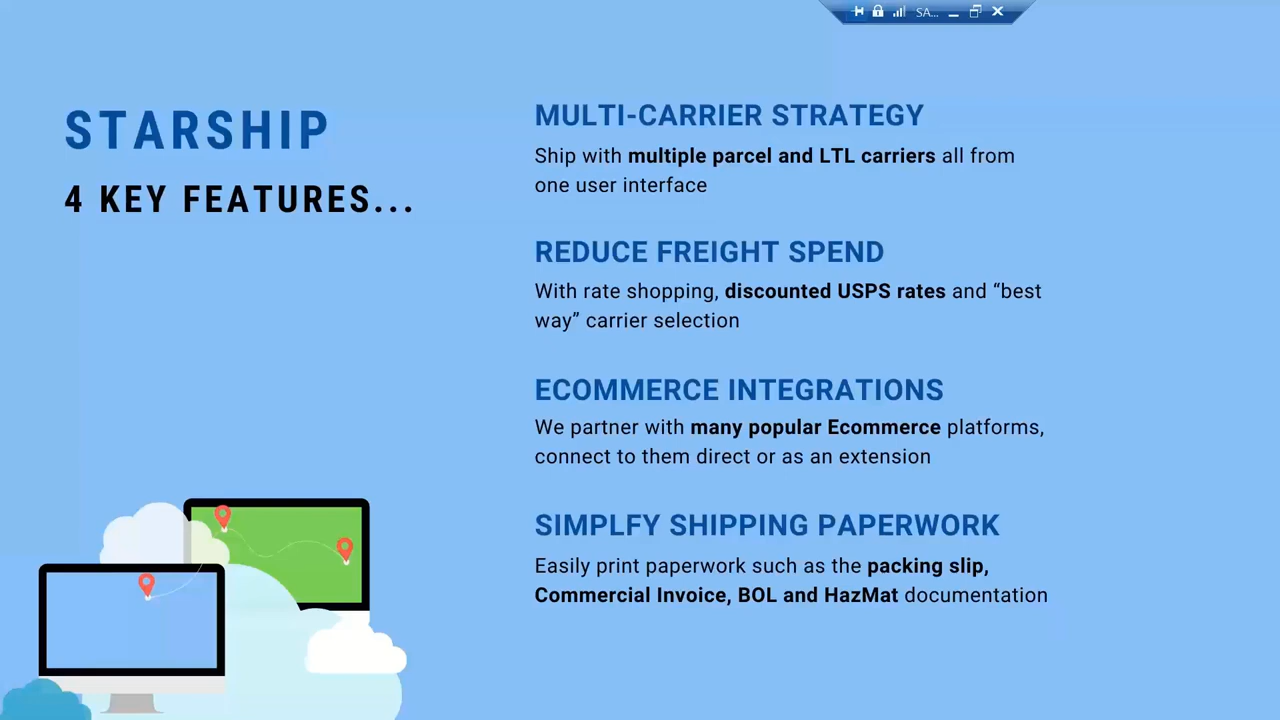 SA...
STARSHIP
4 KEY FEATURES...
MULTI-CARRIER STRATEGY
Ship with multiple parcel and LTL carriers all from
one user interface
REDUCE FREIGHT SPEND
With rate shopping, discounted USPS rates and “best
way” carrier selection
ECOMMERCE INTEGRATIONS
We partner with many popular Ecommerce platforms,
connect to them direct or as an extension
SIMPLFY SHIPPING PAPERWORK
Easily print paperwork such as the packing slip,
Commercial Invoice, BOL and HazMat documentation